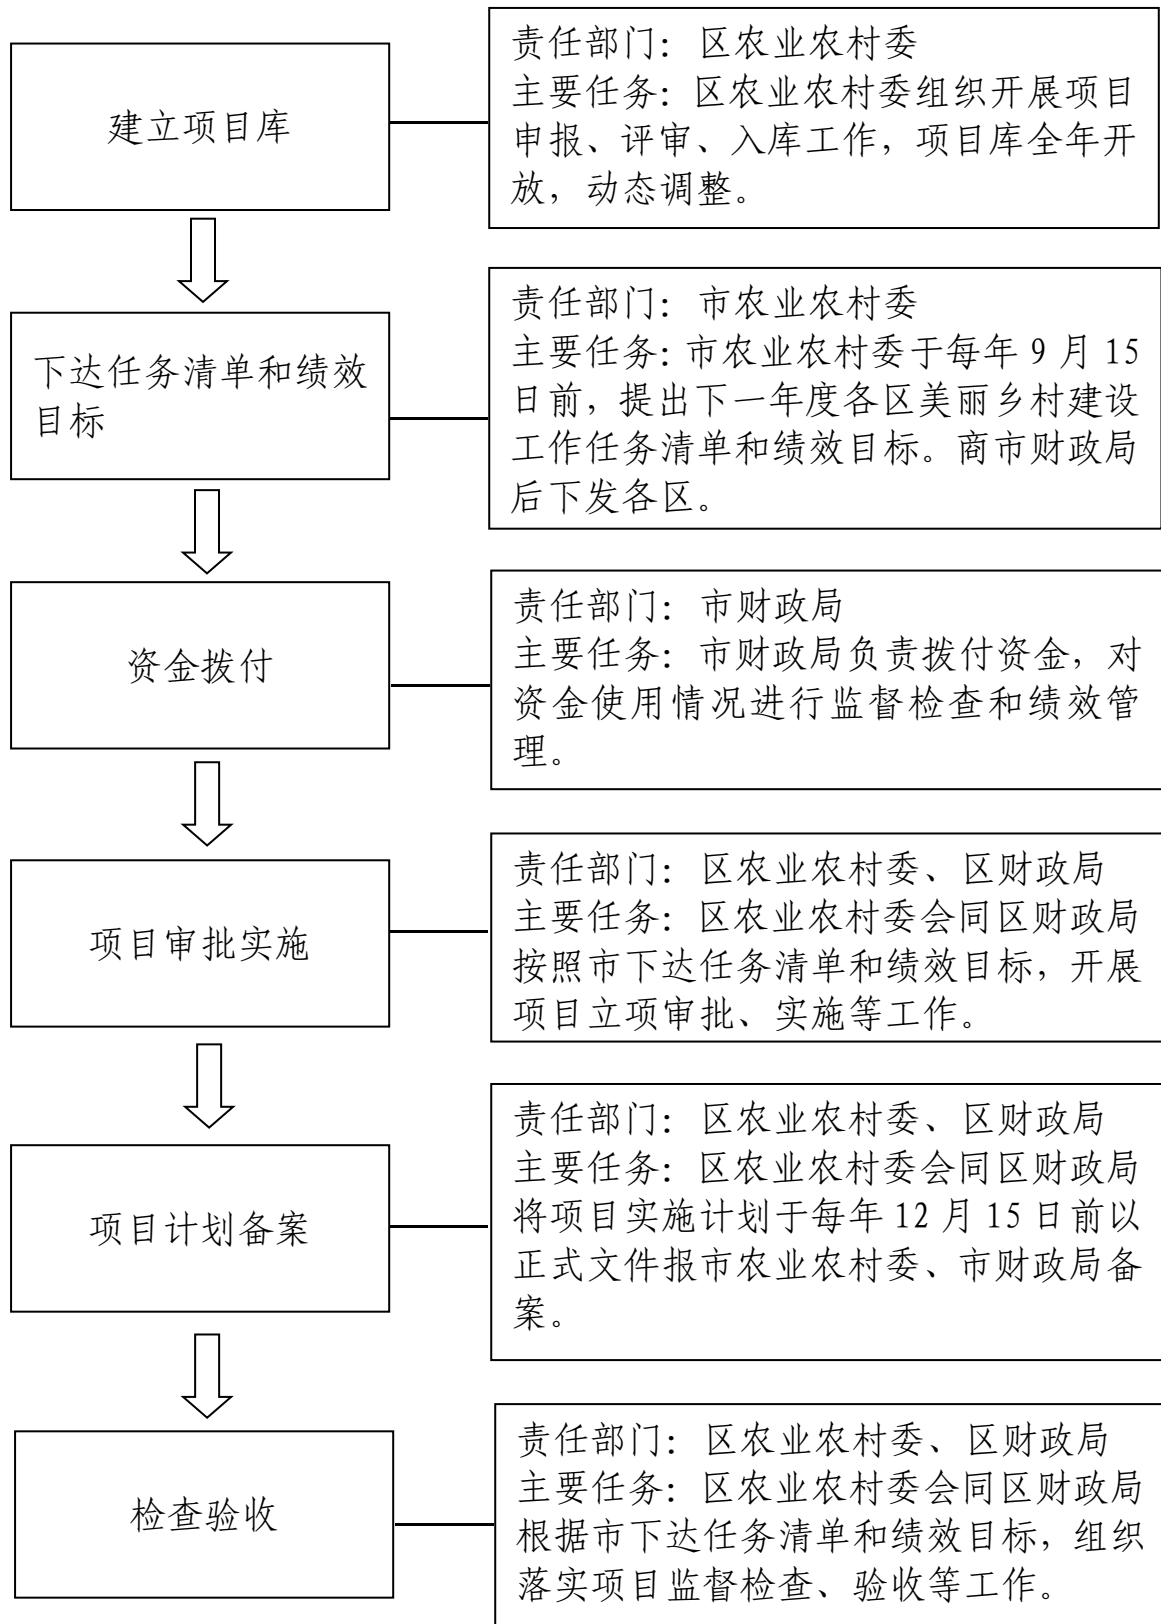 建立项目库
责任部门：区农业农村委
主要任务：区农业农村委组织开展项目
申报、评审、入库工作，项目库全年开
放，动态调整。
下达任务清单和绩效
目标
责任部门：市农业农村委
主要任务：市农业农村委于每年 9 月 15
日前，提出下一年度各区美丽乡村建设
工作任务清单和绩效目标。商市财政局
后下发各区。
资金拨付
责任部门：市财政局
主要任务：市财政局负责拨付资金，对
资金使用情况进行监督检查和绩效管
理。
项目审批实施
责任部门：区农业农村委、区财政局
主要任务：区农业农村委会同区财政局
按照市下达任务清单和绩效目标，开展
项目立项审批、实施等工作。
项目计划备案
责任部门：区农业农村委、区财政局
主要任务：区农业农村委会同区财政局
将项目实施计划于每年 12 月 15 日前以
正式文件报市农业农村委、市财政局备
案。
检查验收
责任部门：区农业农村委、区财政局
主要任务：区农业农村委会同区财政局
根据市下达任务清单和绩效目标，组织
落实项目监督检查、验收等工作。